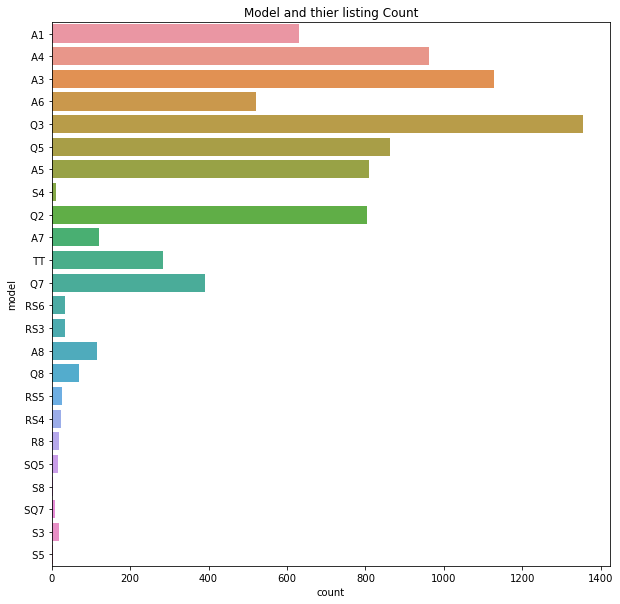 Model and thier listing Count
A1
A4
A3
A6
Q3
Q5
A5
S4
Q2
A7
TT
Q7
RS6
RS3
A8
Q8
RS5
RS4
R8
SQ5
S8
SQ7
S3
S5
model
0 200 400 600 800 1000 1200 1400
count